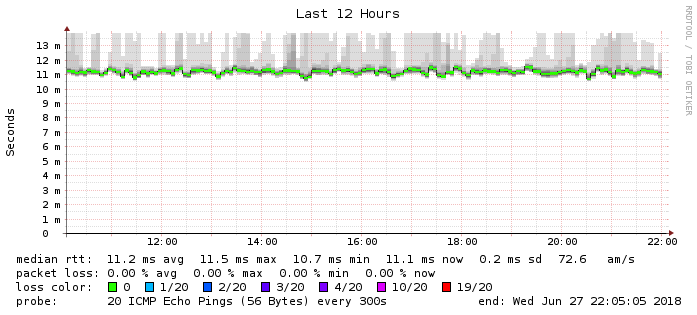 Last 12 Hours
RRDTOOL / TOBI OETIKER
Seconds
13 m
12 m
11 m
10 m
9 m
8 m
7 m
6 m
5 m
4 m
3 m
2 m
1 m
0
12:00 14:00 16:00 18:00 20:00 22:00
median rtt: 11.2 ms avg 11.5 ms max 10.7 ms min 11.1 ms now 0.2 ms sd 72.6 am/s
packet loss: 0.00 % avg 0.00 % max 0.00 % min 0.00 % now
loss color: 0 1/20 2/20 3/20 4/20 10/20 19/20
probe: 20 ICMP Echo Pings (56 Bytes) every 300s end: Wed Jun 27 22:05:05 2018